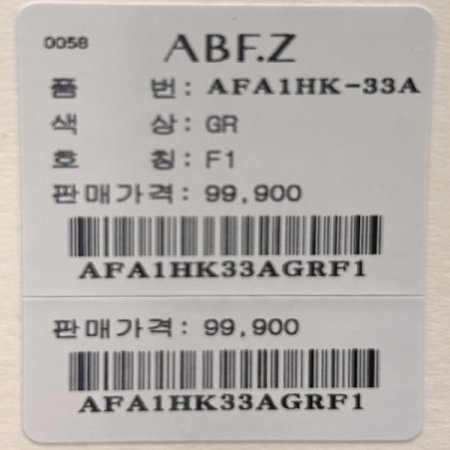 0058
ABF.Z
품 번: AFA1HK-33A
색 상: GR
호 칭: F1
판매가격: 99,900
AFA1HK33AGRF1
판매가격: 99,900
AFA1HK33AGRF1